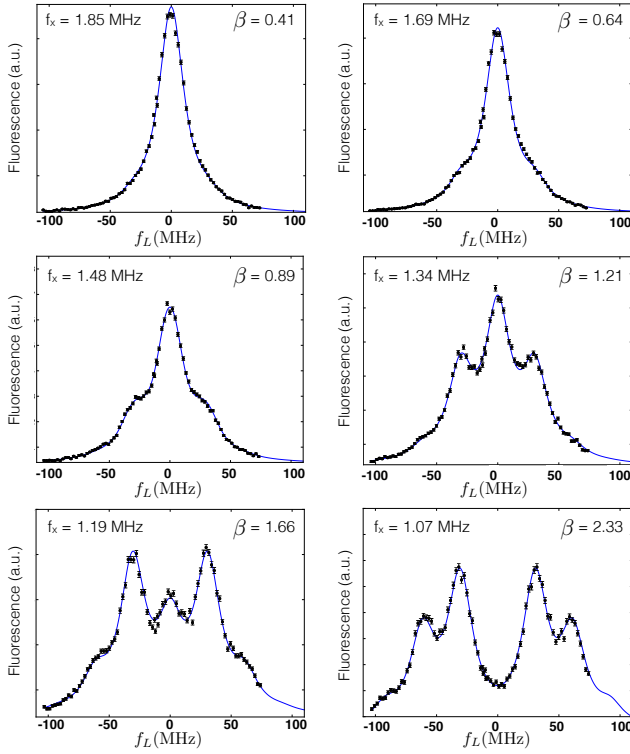 f_x = 1.85 MHz β = 0.41
Fluorescence (a.u.)
-100 -50 0 50 100
f_L(MHz)
f_x = 1.69 MHz β = 0.64
Fluorescence (a.u.)
-100 -50 0 50 100
f_L(MHz)
f_x = 1.48 MHz β = 0.89
Fluorescence (a.u.)
-100 -50 0 50 100
f_L(MHz)
f_x = 1.34 MHz β = 1.21
Fluorescence (a.u.)
-100 -50 0 50 100
f_L(MHz)
f_x = 1.19 MHz β = 1.66
Fluorescence (a.u.)
-100 -50 0 50 100
f_L(MHz)
f_x = 1.07 MHz β = 2.33
Fluorescence (a.u.)
-100 -50 0 50 100
f_L(MHz)